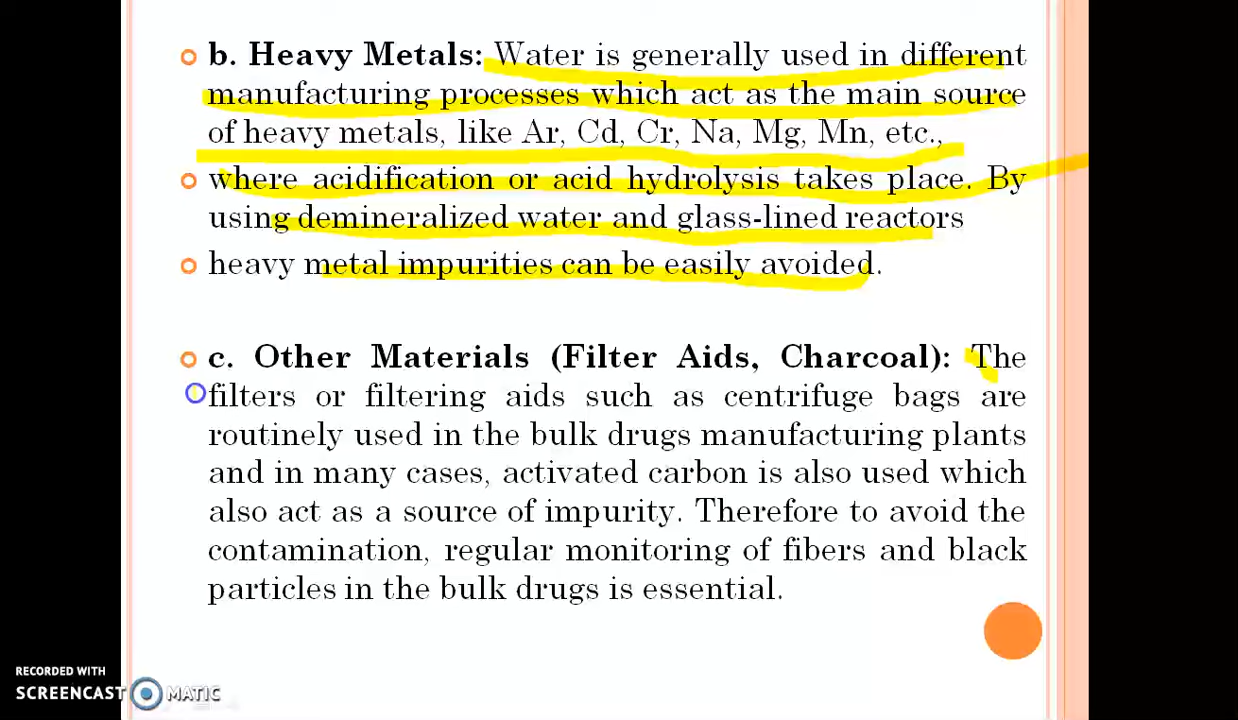 b. Heavy Metals: Water is generally used in different
manufacturing processes which act as the main source
of heavy metals, like Ar, Cd, Cr, Na, Mg, Mn, etc.,
where acidification or acid hydrolysis takes place. By
using demineralized water and glass-lined reactors
heavy metal impurities can be easily avoided.
c. Other Materials (Filter Aids, Charcoal): The
filters or filtering aids such as centrifuge bags are
routinely used in the bulk drugs manufacturing plants
and in many cases, activated carbon is also used which
also act as a source of impurity. Therefore to avoid the
contamination, regular monitoring of fibers and black
particles in the bulk drugs is essential.
RECORDED WITH
SCREENCAST MATIC